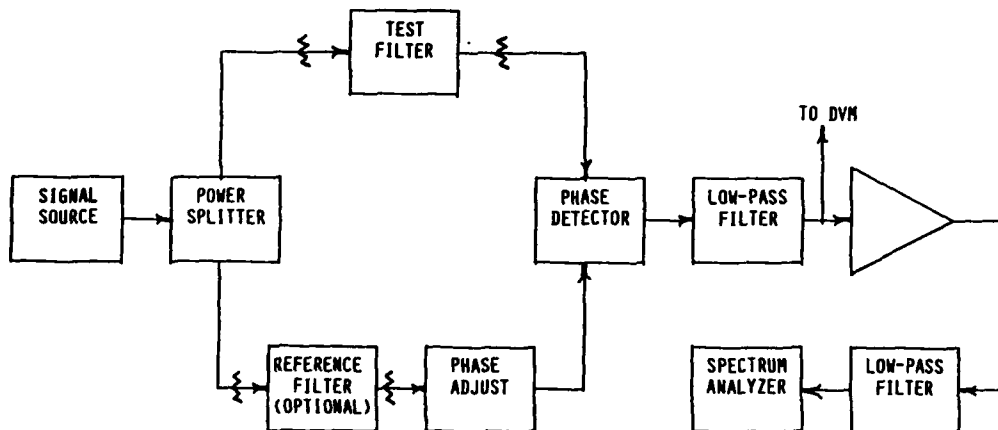 TEST
FILTER
TO DVM
SIGNAL
SOURCE
POWER
SPLITTER
PHASE
DETECTOR
LOW-PASS
FILTER
REFERENCE
FILTER
(OPTIONAL)
PHASE
ADJUST
SPECTRUM
ANALYZER
LOW-PASS
FILTER